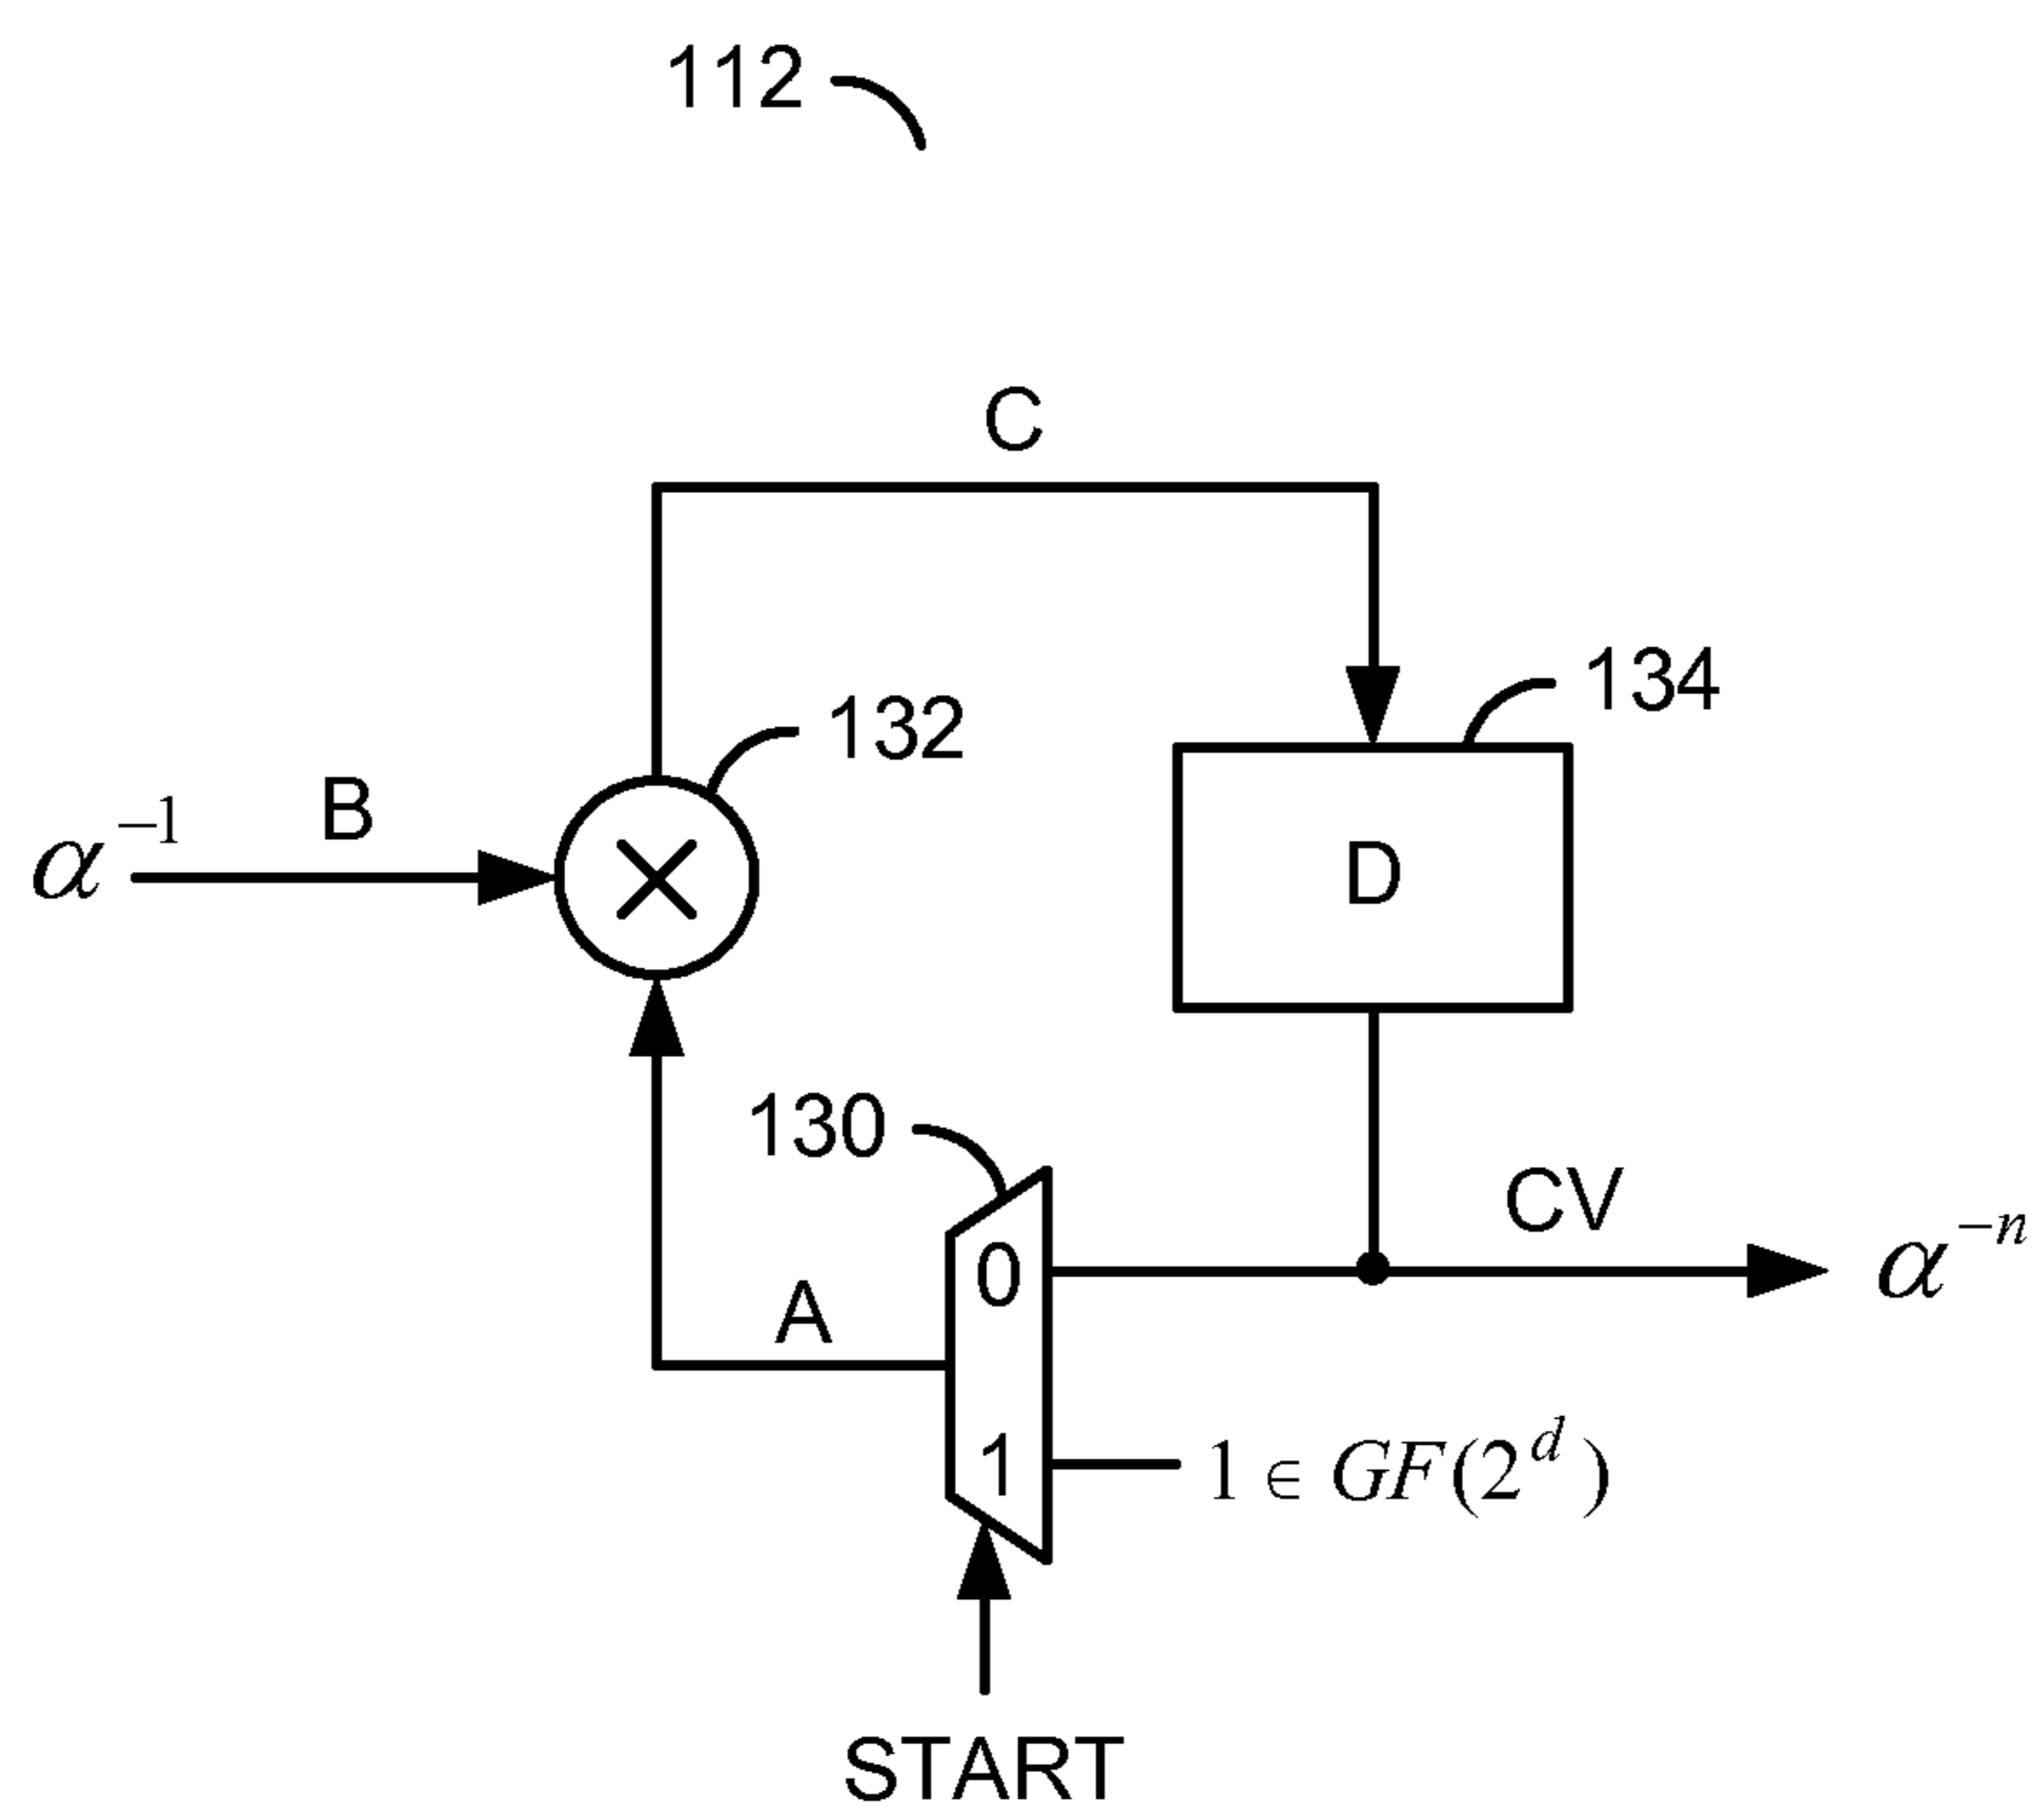 112
C
134
132
B
α⁻¹
D
130
CV
α⁻ⁿ
0
A
1
1 ∈ GF(2ᵈ)
START